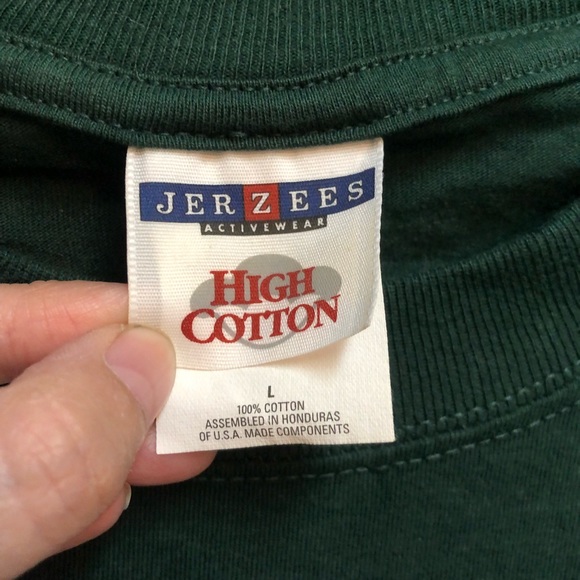 JERZEES
ACTIVEWEAR
HIGH
COTTON
L
100% COTTON
ASSEMBLED IN HONDURAS
OF U.S.A. MADE COMPONENTS